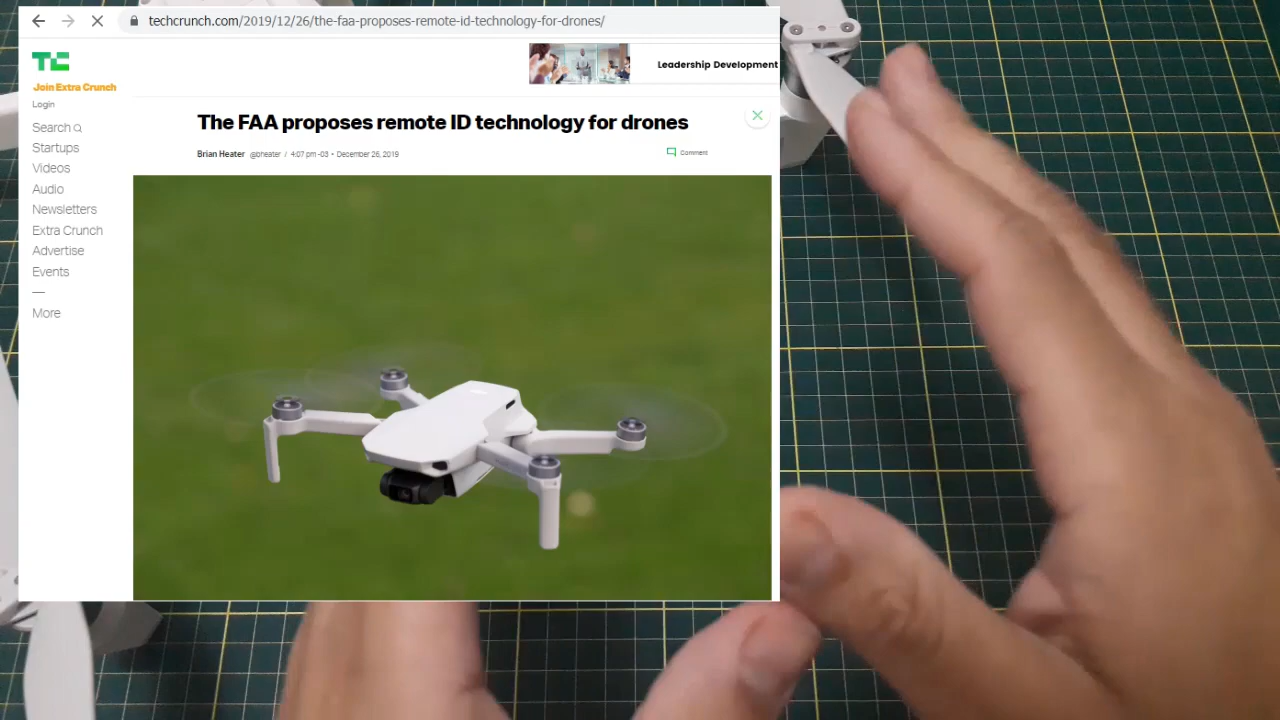 techcrunch.com/2019/12/26/the-faa-proposes-remote-id-technology-for-drones/
TC
Leadership Development
Join Extra Crunch
Login
The FAA proposes remote ID technology for drones
Search
Brian Heater @bheater / 4:07 pm -03 • December 26, 2019
Comment
Startups
Videos
Audio
Newsletters
Extra Crunch
Advertise
Events
—
More